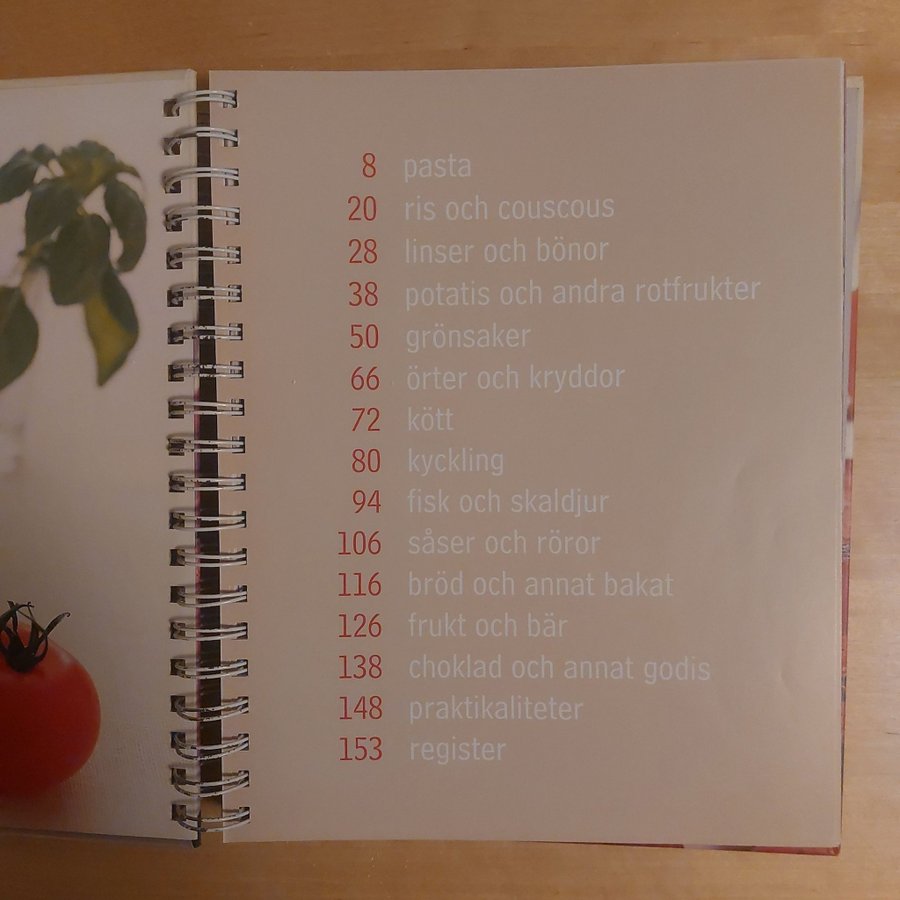 8 pasta
20 ris och couscous
28 linser och bönor
38 potatis och andra rotfrukter
50 grönsaker
66 örter och kryddor
72 kött
80 kyckling
94 fisk och skaldjur
106 såser och röror
116 bröd och annat bakat
126 frukt och bär
138 choklad och annat godis
148 praktikaliteter
153 register